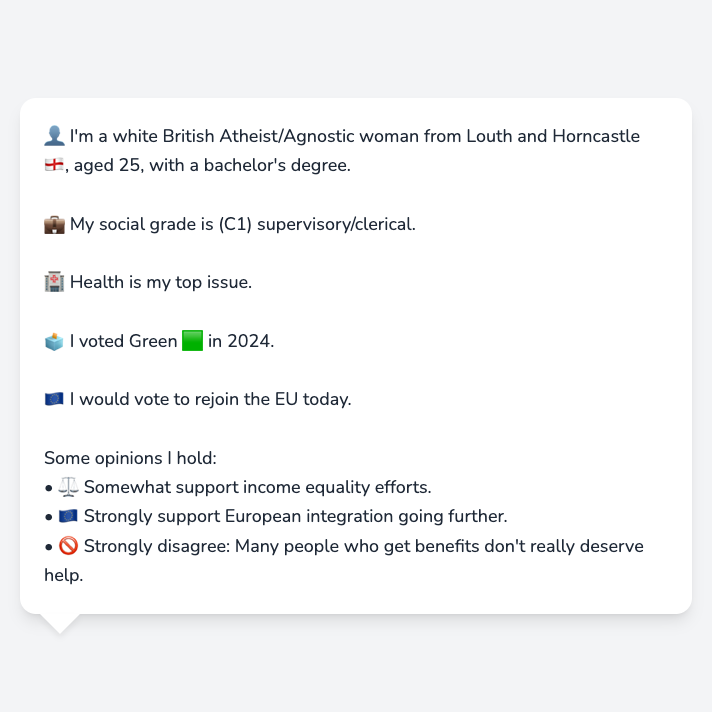 👤 I'm a white British Atheist/Agnostic woman from Louth and Horncastle
🏴󠁧󠁢󠁥󠁮󠁧󠁿, aged 25, with a bachelor's degree.
💼 My social grade is (C1) supervisory/clerical.
🏥 Health is my top issue.
🗳️ I voted Green 🟩 in 2024.
🇪🇺 I would vote to rejoin the EU today.
Some opinions I hold:
• ⚖️ Somewhat support income equality efforts.
• 🇪🇺 Strongly support European integration going further.
• 🚫 Strongly disagree: Many people who get benefits don't really deserve
help.